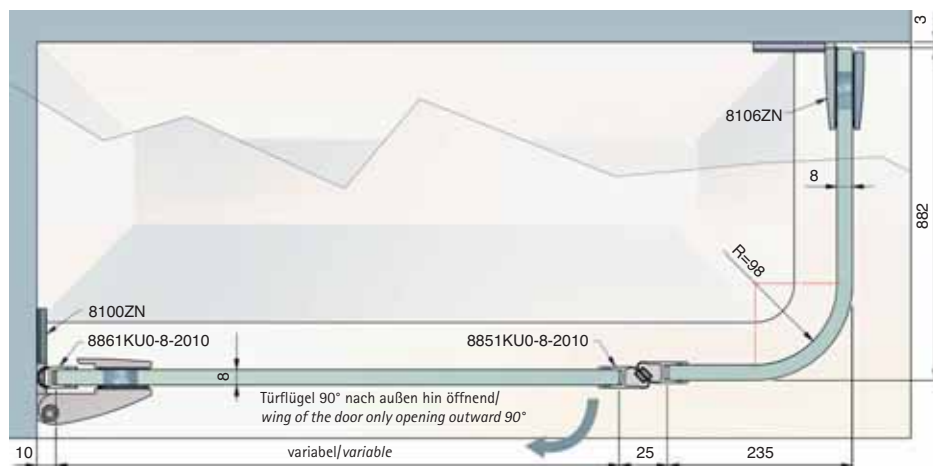 3
8106ZN
8
882
R=98
8100ZN
8861KU0-8-2010
8851KU0-8-2010
8
Türflügel 90° nach außen hin öffnend/
wing of the door only opening outward 90°
10
variabel/variable
25
235